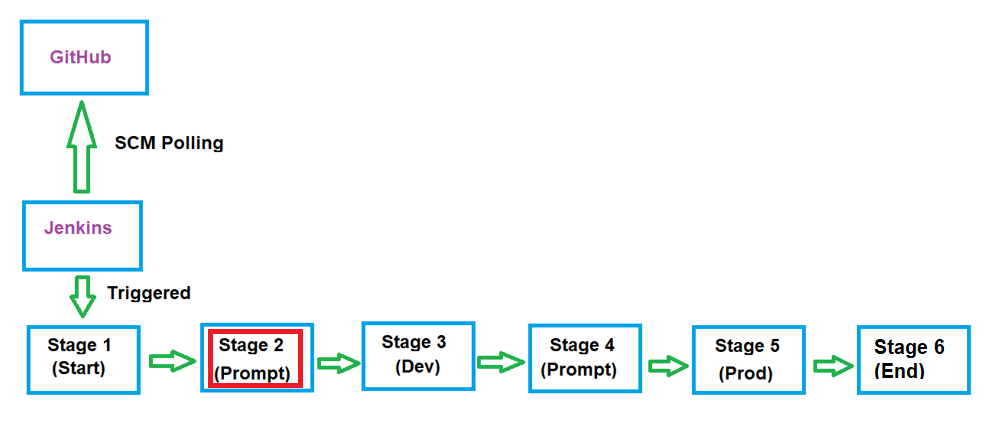 GitHub
SCM Polling
Jenkins
Triggered
Stage 1
(Start)
Stage 2
(Prompt)
Stage 3
(Dev)
Stage 4
(Prompt)
Stage 5
(Prod)
Stage 6
(End)